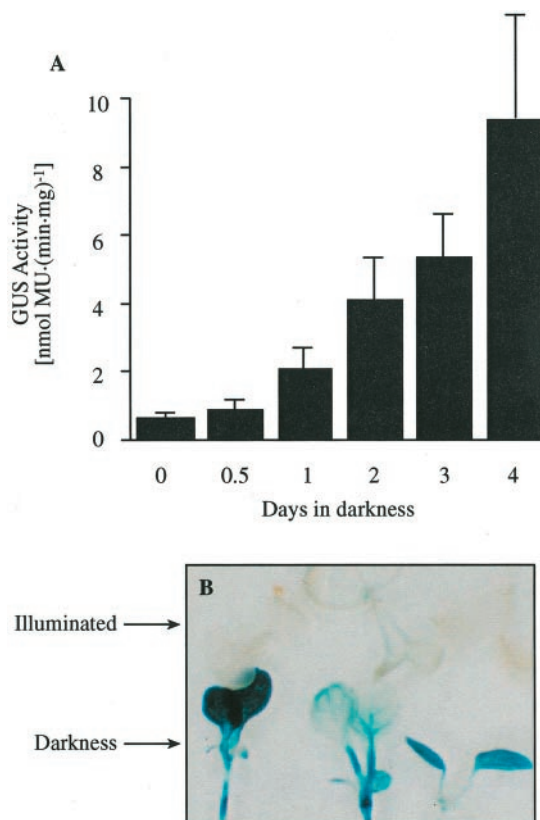 A
10
8
6
4
2
0
GUS Activity
[nmol MU·(min·mg)⁻¹]
0 0.5 1 2 3 4
Days in darkness
B
Illuminated
Darkness